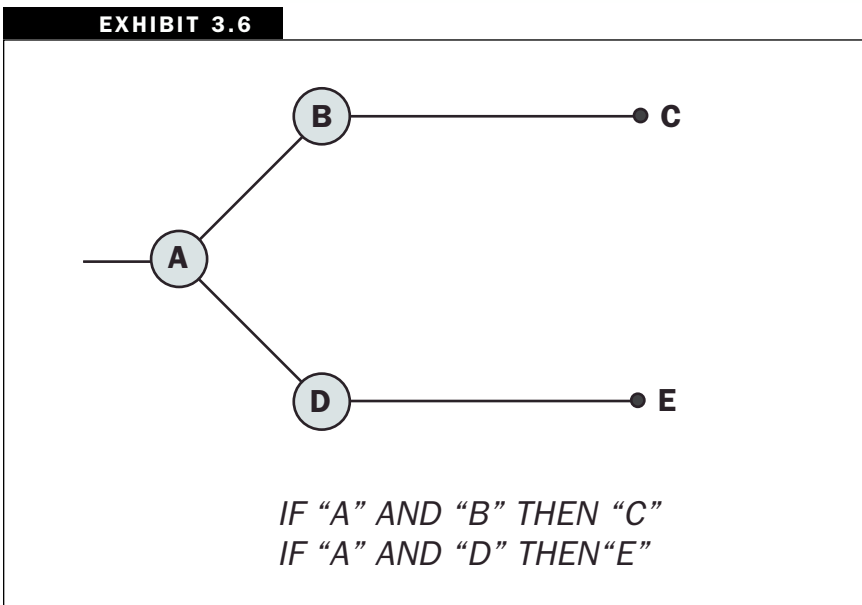 EXHIBIT 3.6
B
C
A
D
E
IF “A” AND “B” THEN “C”
IF “A” AND “D” THEN“E”